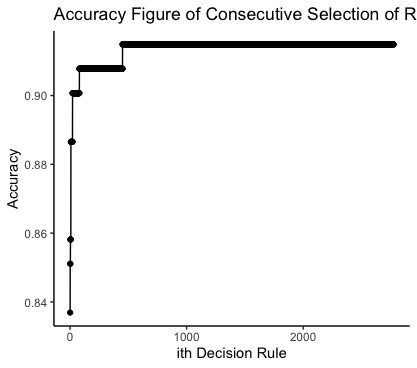 Accuracy Figure of Consecutive Selection of R
0.90
0.88
0.86
0.84
Accuracy
0
1000
2000
ith Decision Rule